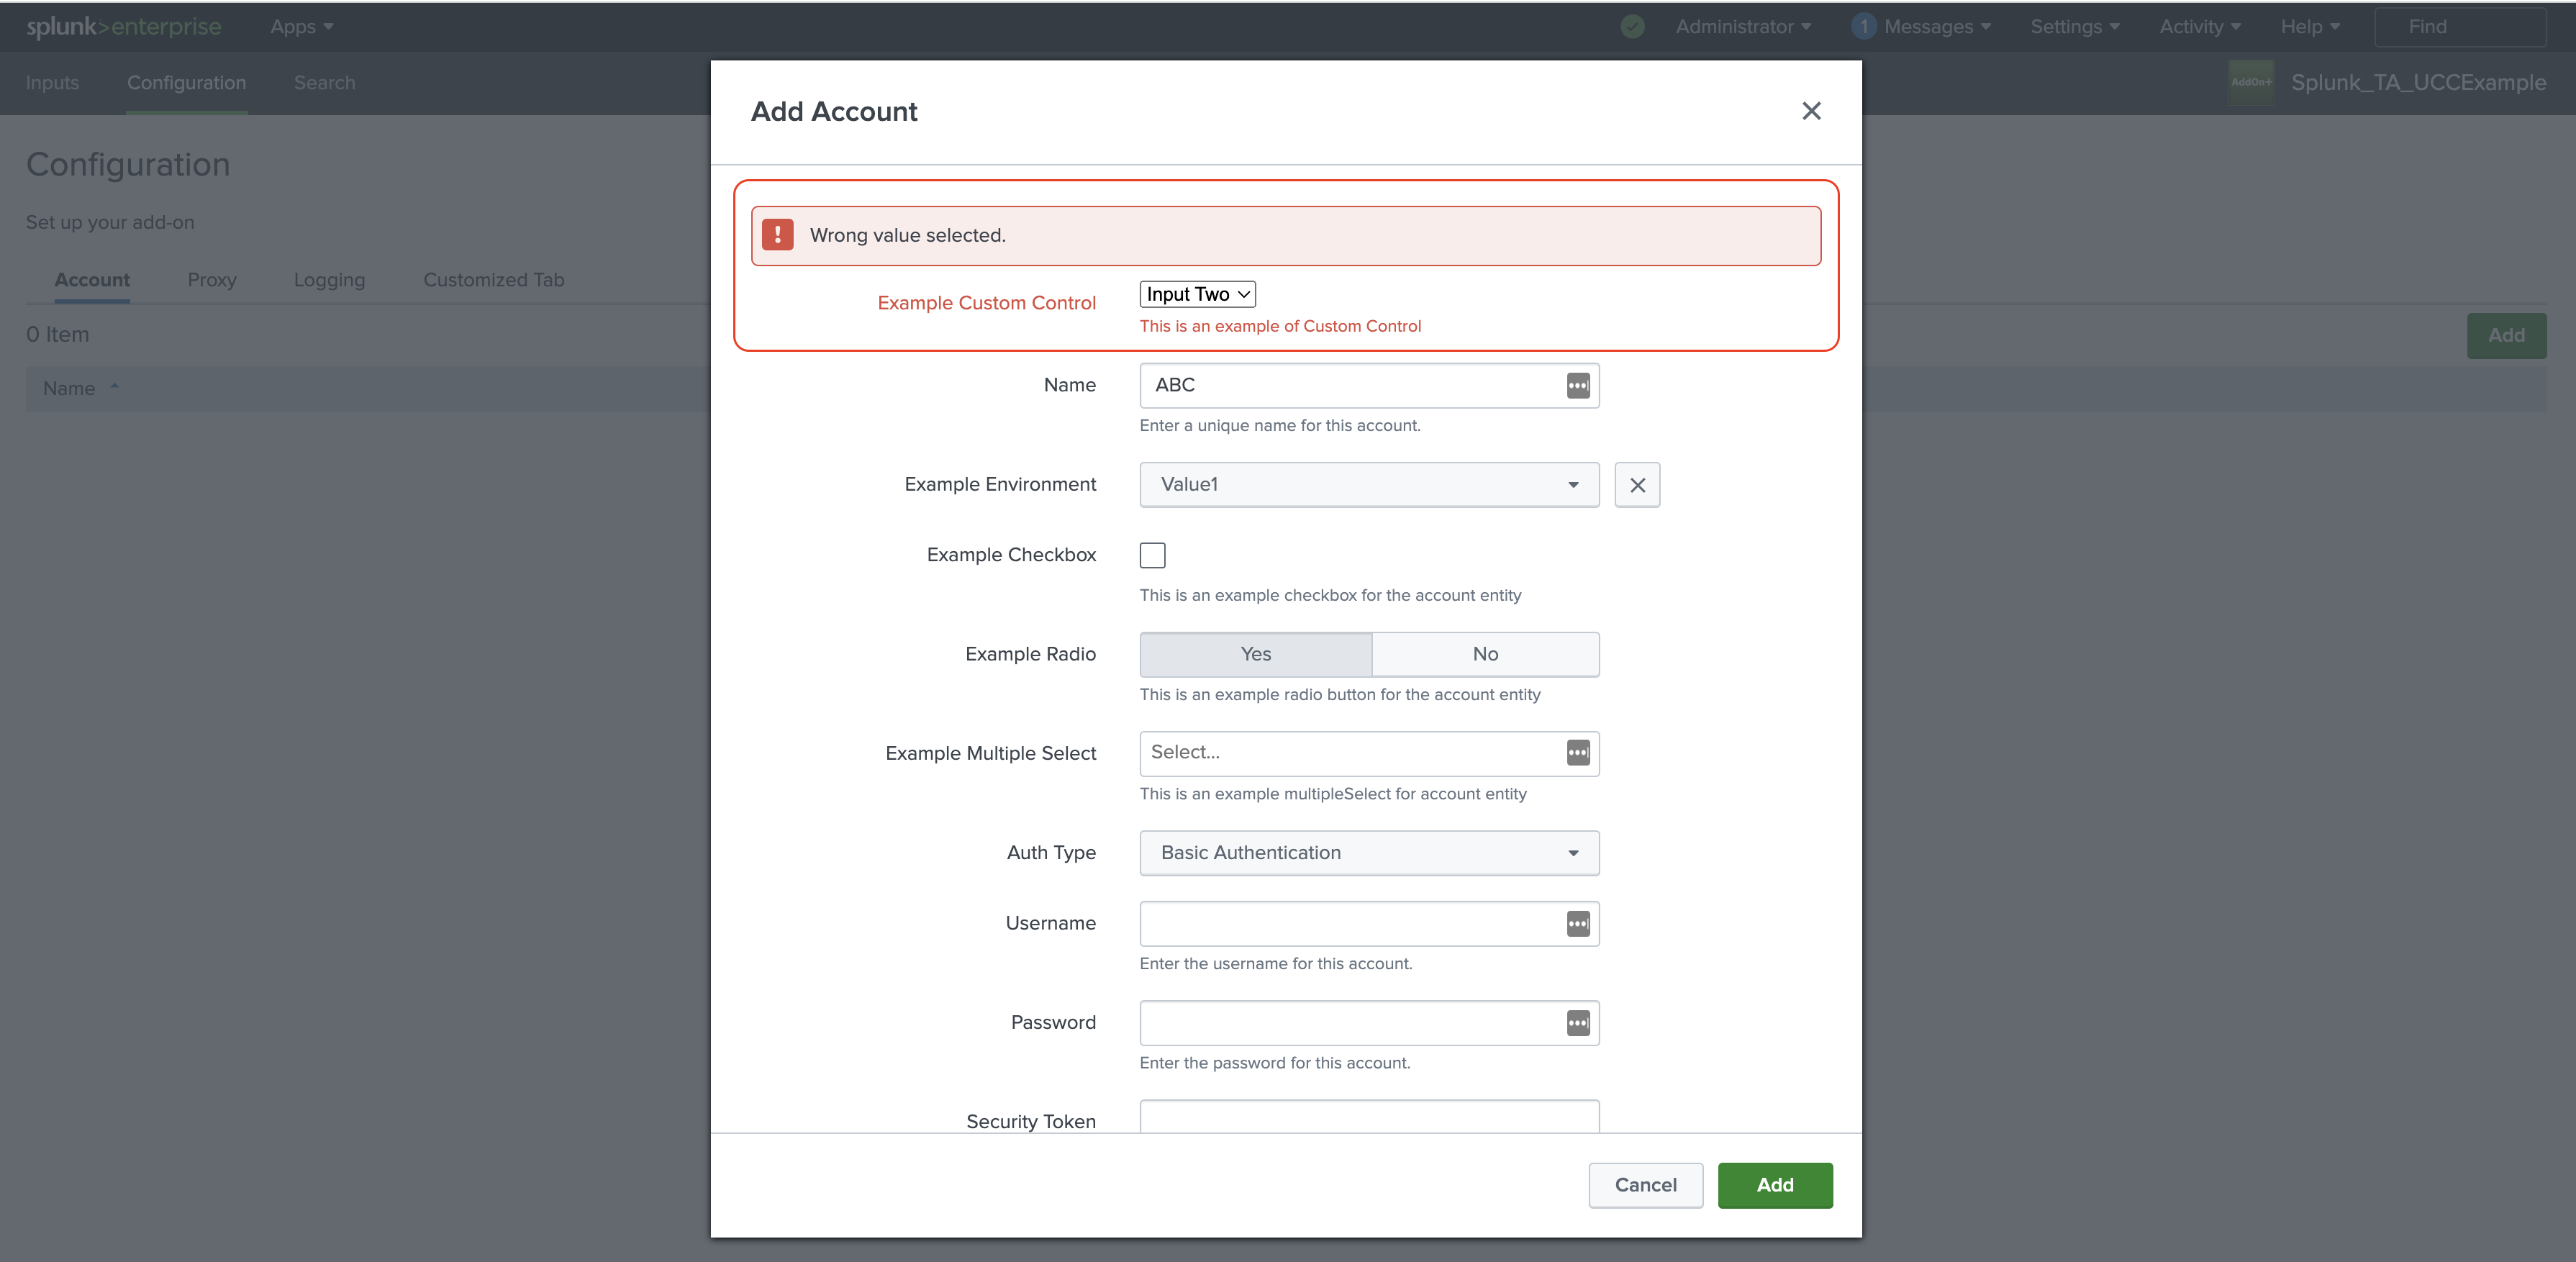 splunk>enterprise Apps Administrator 1 Messages Settings Activity Help Find
Inputs Configuration Search AddOn+ Splunk_TA_UCCExample
Configuration
Set up your add-on
Account Proxy Logging Customized Tab
0 Item Add
Name
Add Account
! Wrong value selected.
Example Custom Control Input Two
This is an example of Custom Control
Name ABC
Enter a unique name for this account.
Example Environment Value1
Example Checkbox
This is an example checkbox for the account entity
Example Radio Yes No
This is an example radio button for the account entity
Example Multiple Select Select...
This is an example multipleSelect for account entity
Auth Type Basic Authentication
Username
Enter the username for this account.
Password
Enter the password for this account.
Security Token
Cancel Add